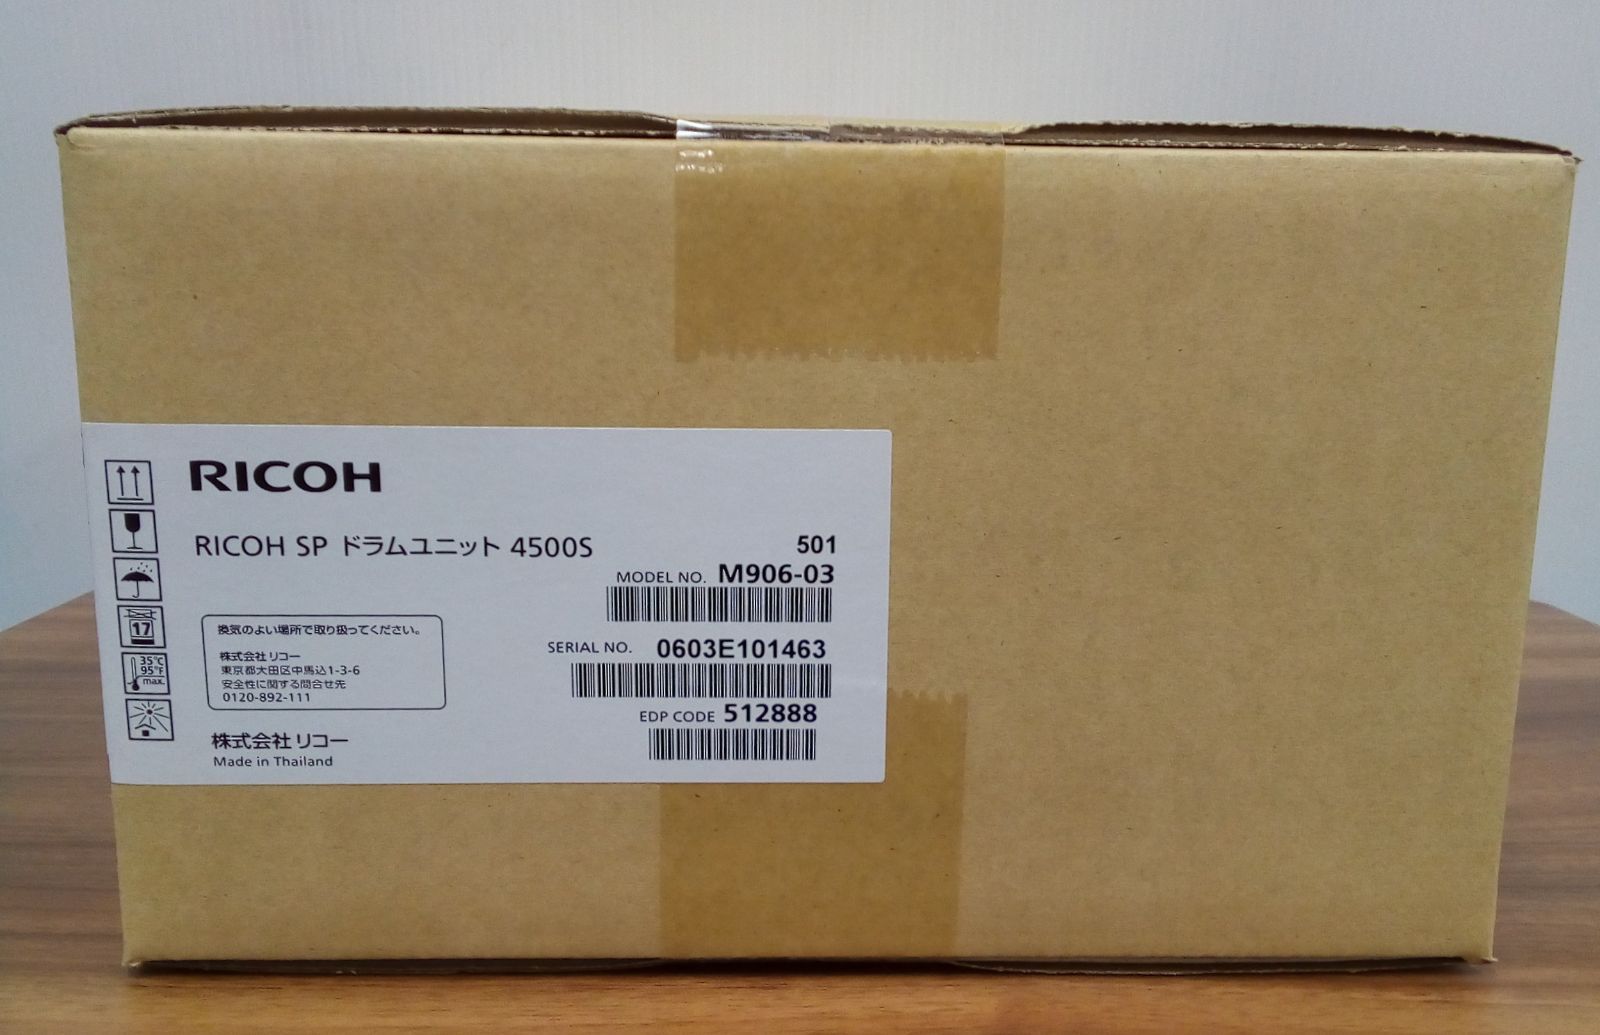 RICOH
RICOH SP ドラムユニット 4500S
501
MODEL NO. M906-03
SERIAL NO. 0603E101463
EDP CODE 512888
17
35°C
95°F
max.
換気のよい場所で取り扱ってください。
株式会社リコー
東京都大田区中馬込1-3-6
安全性に関する問合せ先
0120-892-111
株式会社リコー
Made in Thailand